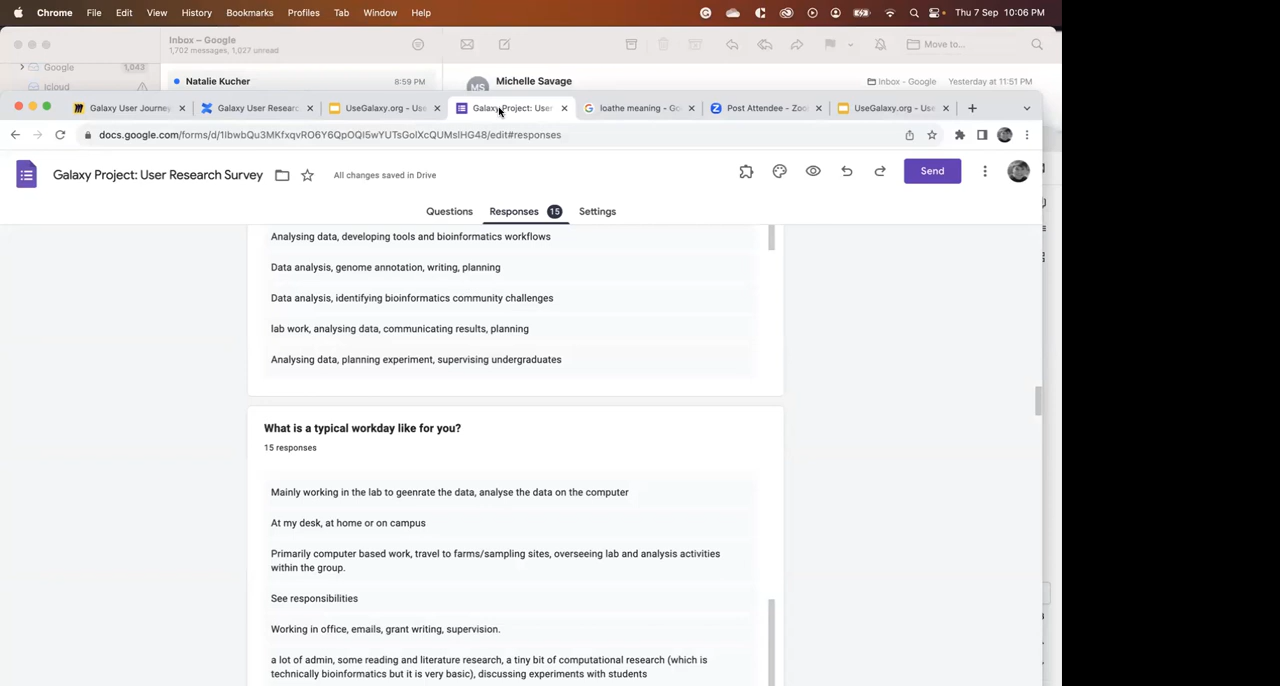 Chrome File Edit View History Bookmarks Profiles Tab Window Help Thu 7 Sep 10:06 PM
Inbox – Google
1,702 messages, 1,027 unread
Move to...
Google 1,043
Icloud
Natalie Kucher 8:59 PM
MS Michelle Savage Inbox - Google Yesterday at 11:51 PM
Galaxy User Journey Galaxy User Researc UseGalaxy.org - Use Galaxy Project: User loathe meaning - Go Post Attendee - Zoo UseGalaxy.org - Use
docs.google.com/forms/d/1IbwbQu3MKfxqvRO6Y6QpOQI5wYUTsGolXcQUMsIHG48/edit#responses
Galaxy Project: User Research Survey All changes saved in Drive Send
Questions Responses 15 Settings
Analysing data, developing tools and bioinformatics workflows
Data analysis, genome annotation, writing, planning
Data analysis, identifying bioinformatics community challenges
lab work, analysing data, communicating results, planning
Analysing data, planning experiment, supervising undergraduates
What is a typical workday like for you?
15 responses
Mainly working in the lab to geenrate the data, analyse the data on the computer
At my desk, at home or on campus
Primarily computer based work, travel to farms/sampling sites, overseeing lab and analysis activities
within the group.
See responsibilities
Working in office, emails, grant writing, supervision.
a lot of admin, some reading and literature research, a tiny bit of computational research (which is
technically bioinformatics but it is very basic), discussing experiments with students